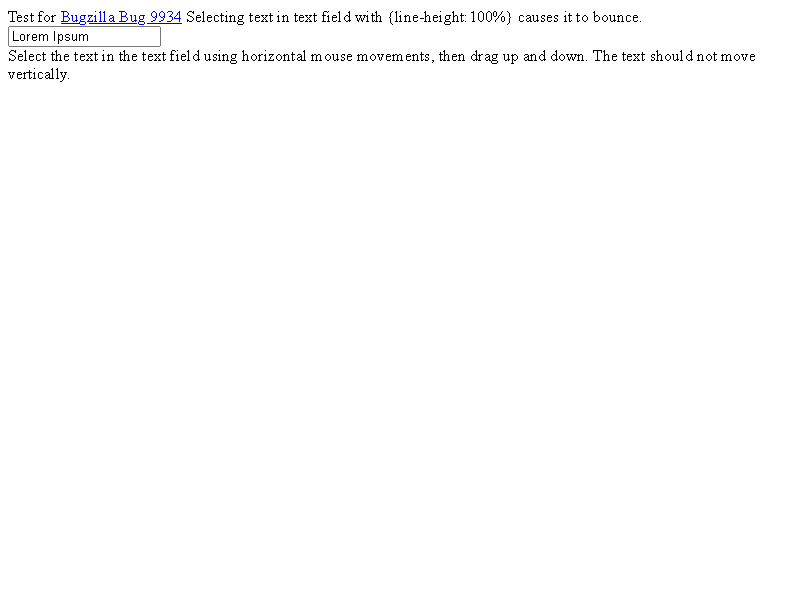 Test for Bugzilla Bug 9934 Selecting text in text field with {line-height:100%} causes it to bounce.
Lorem Ipsum
Select the text in the text field using horizontal mouse movements, then drag up and down. The text should not move
vertically.